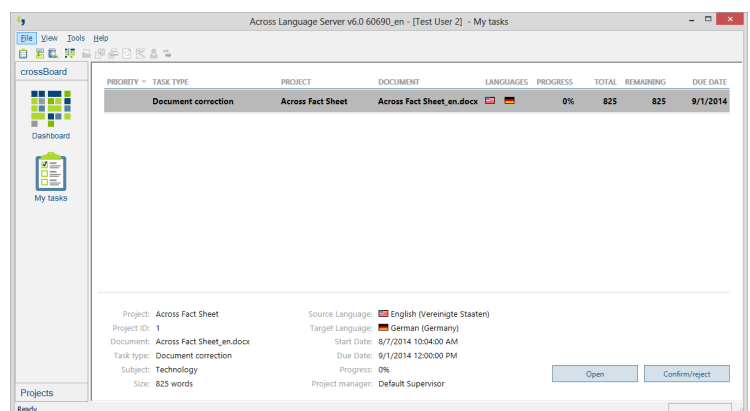 Across Language Server v6.0 60690_en - [Test User 2] - My tasks
File View Tools Help
crossBoard
PRIORITY TASK TYPE PROJECT DOCUMENT LANGUAGES PROGRESS TOTAL REMAINING DUE DATE
Document correction Across Fact Sheet Across Fact Sheet_en.docx 0% 825 825 9/1/2014
Dashboard
My tasks
Project: Across Fact Sheet Source Language: English (Vereinigte Staaten)
Project ID: 1 Target Language: German (Germany)
Document: Across Fact Sheet_en.docx Start Date: 8/7/2014 10:04:00 AM
Task type: Document correction Due Date: 9/1/2014 12:00:00 PM
Subject: Technology Progress: 0% Open Confirm/reject
Size: 825 words Project manager: Default Supervisor
Projects
Ready